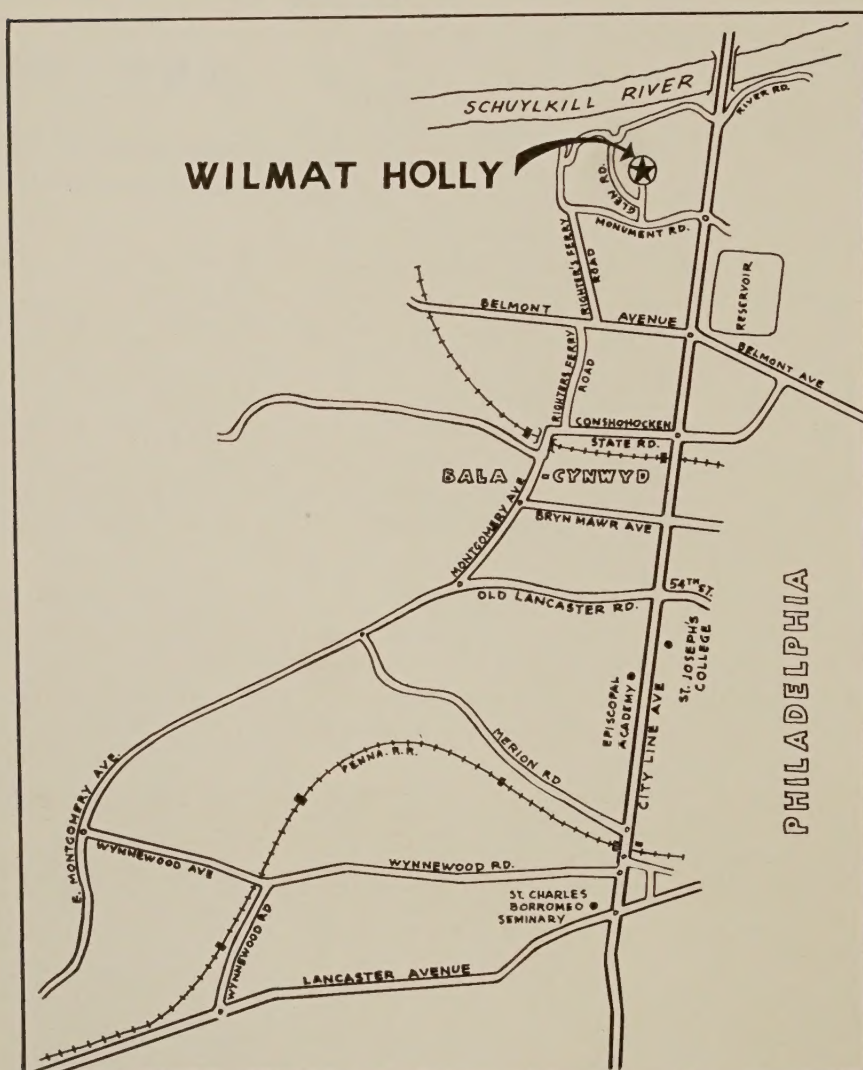 SCHUYLKILL RIVER
RIVER RD.
WILMAT HOLLY
GLEN RD.
MONUMENT RD.
RIGHTER'S FERRY
ROAD
RESERVOIR
BELMONT
AVENUE
BELMONT AVE
RIGHTERS FERRY
ROAD
CONSHOHOCKEN
STATE RD.
BALA - CYNWYD
MONTGOMERY AVE
BRYN MAWR AVE
54TH ST.
OLD LANCASTER RD.
PHILADELPHIA
ST. JOSEPH'S
COLLEGE
EPISCOPAL
ACADEMY
CITY LINE AVE
MERION RD
PENNA. R.R.
E. MONTGOMERY AVE.
WYNNEWOOD AVE
WYNNEWOOD RD.
ST. CHARLES
BORROMEO
SEMINARY
WYNNEWOOD RD
LANCASTER AVENUE